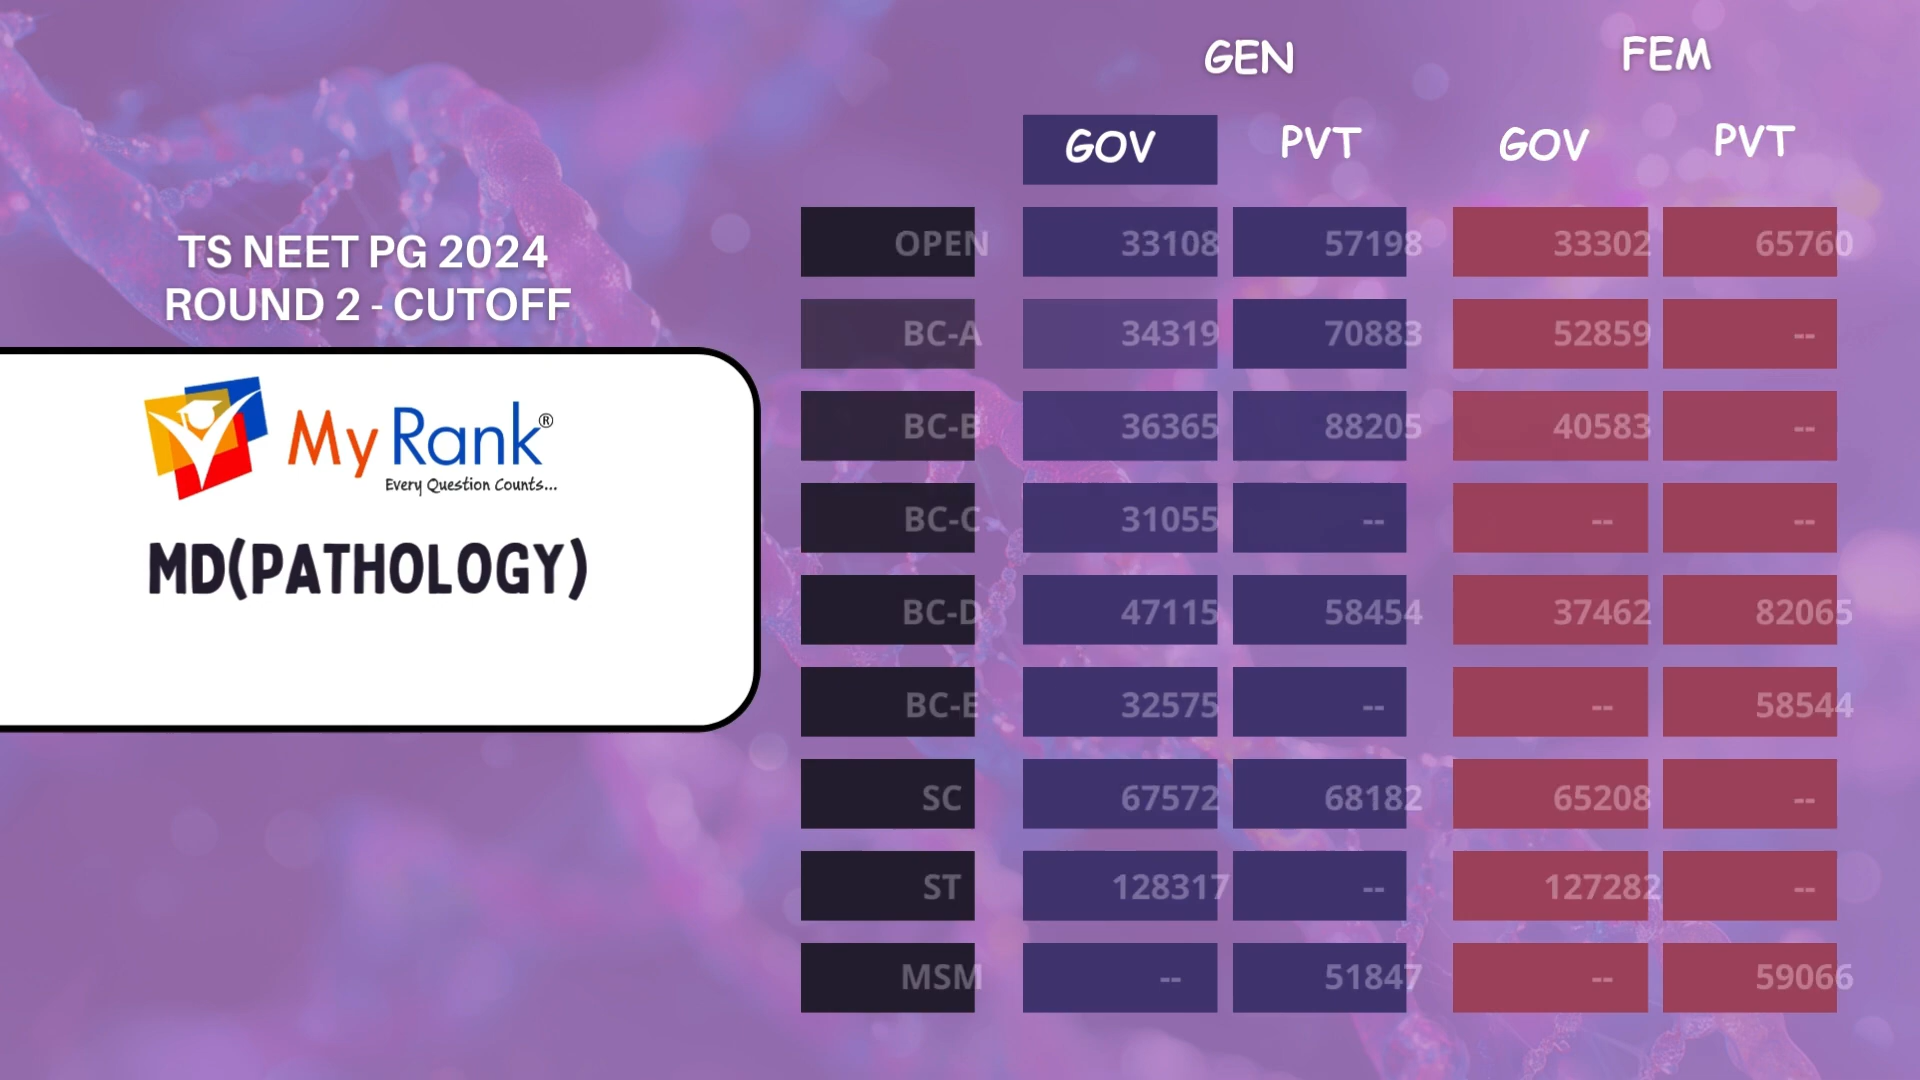 TS NEET PG 2024
ROUND 2 - CUTOFF
My Rank®
Every Question Counts...
MD(PATHOLOGY)
GEN FEM
GOV PVT GOV PVT
OPEN 33108 57198 33302 65760
BC-A 34319 70883 52859 --
BC-B 36365 88205 40583 --
BC-C 31055 -- -- --
BC-D 47115 58454 37462 82065
BC-E 32575 -- -- 58544
SC 67572 68182 65208 --
ST 128317 -- 127282 --
MSM -- 51847 -- 59066